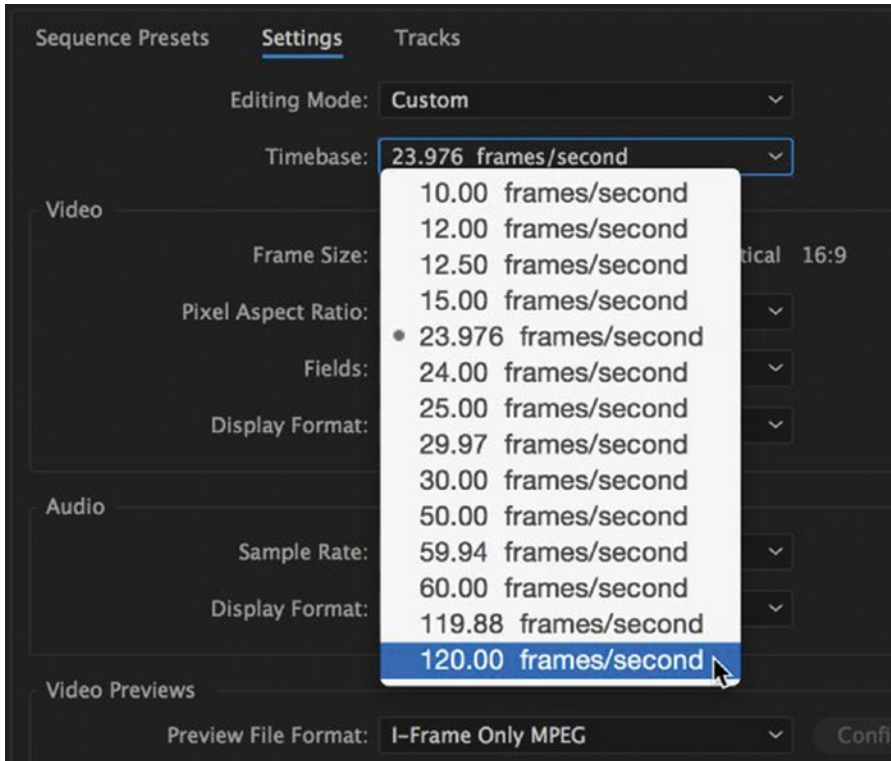 Sequence Presets Settings Tracks
Editing Mode: Custom
Timebase: 23.976 frames/second
10.00 frames/second
Video
12.00 frames/second
Frame Size: 12.50 frames/second 16:9
Pixel Aspect Ratio: 15.00 frames/second
23.976 frames/second
Fields: 24.00 frames/second
25.00 frames/second
Display Format: 29.97 frames/second
30.00 frames/second
Audio
50.00 frames/second
Sample Rate: 59.94 frames/second
60.00 frames/second
Display Format: 119.88 frames/second
120.00 frames/second
Video Previews
Preview File Format: I-Frame Only MPEG